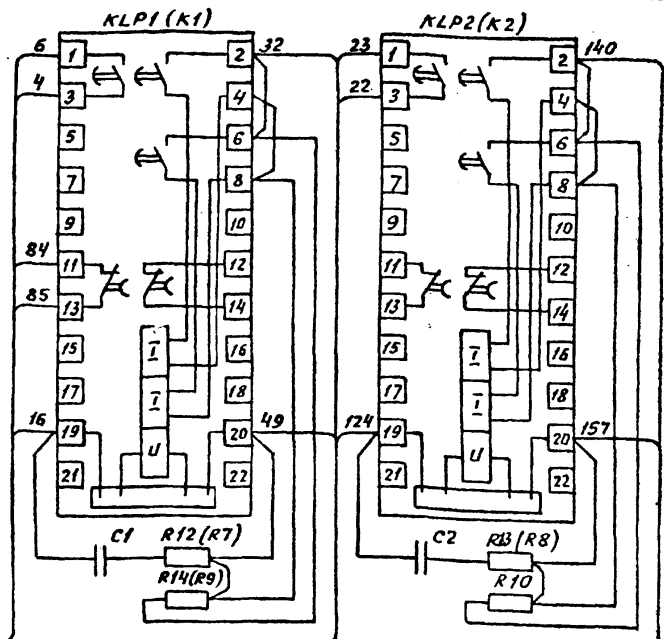 KLP1(K1) KLP2(K2)
6 1 2 32 23 1 2 140
4 3 4 22 3 4
5 6 5 6
7 8 7 8
9 10 9 10
84 11 12 11 12
85 13 14 13 14
15 I 16 15 I 16
17 I 18 17 I 18
16 19 U 20 49 124 19 U 20 157
21 22 21 22
C1 R12(R7) C2 R13(R8)
R14(R9) R10